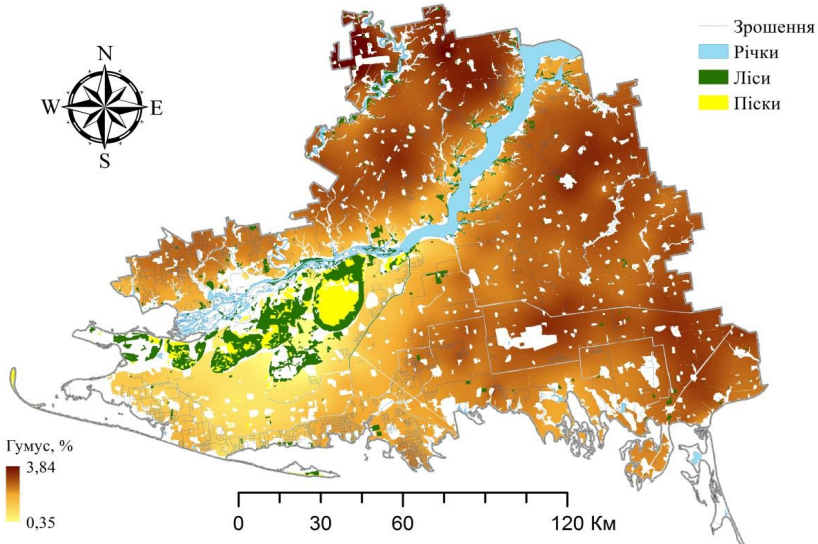 N
W
E
S
Зрошення
Річки
Ліси
Піски
Гумус, %
3,84
0,35
0
30
60
120 Км